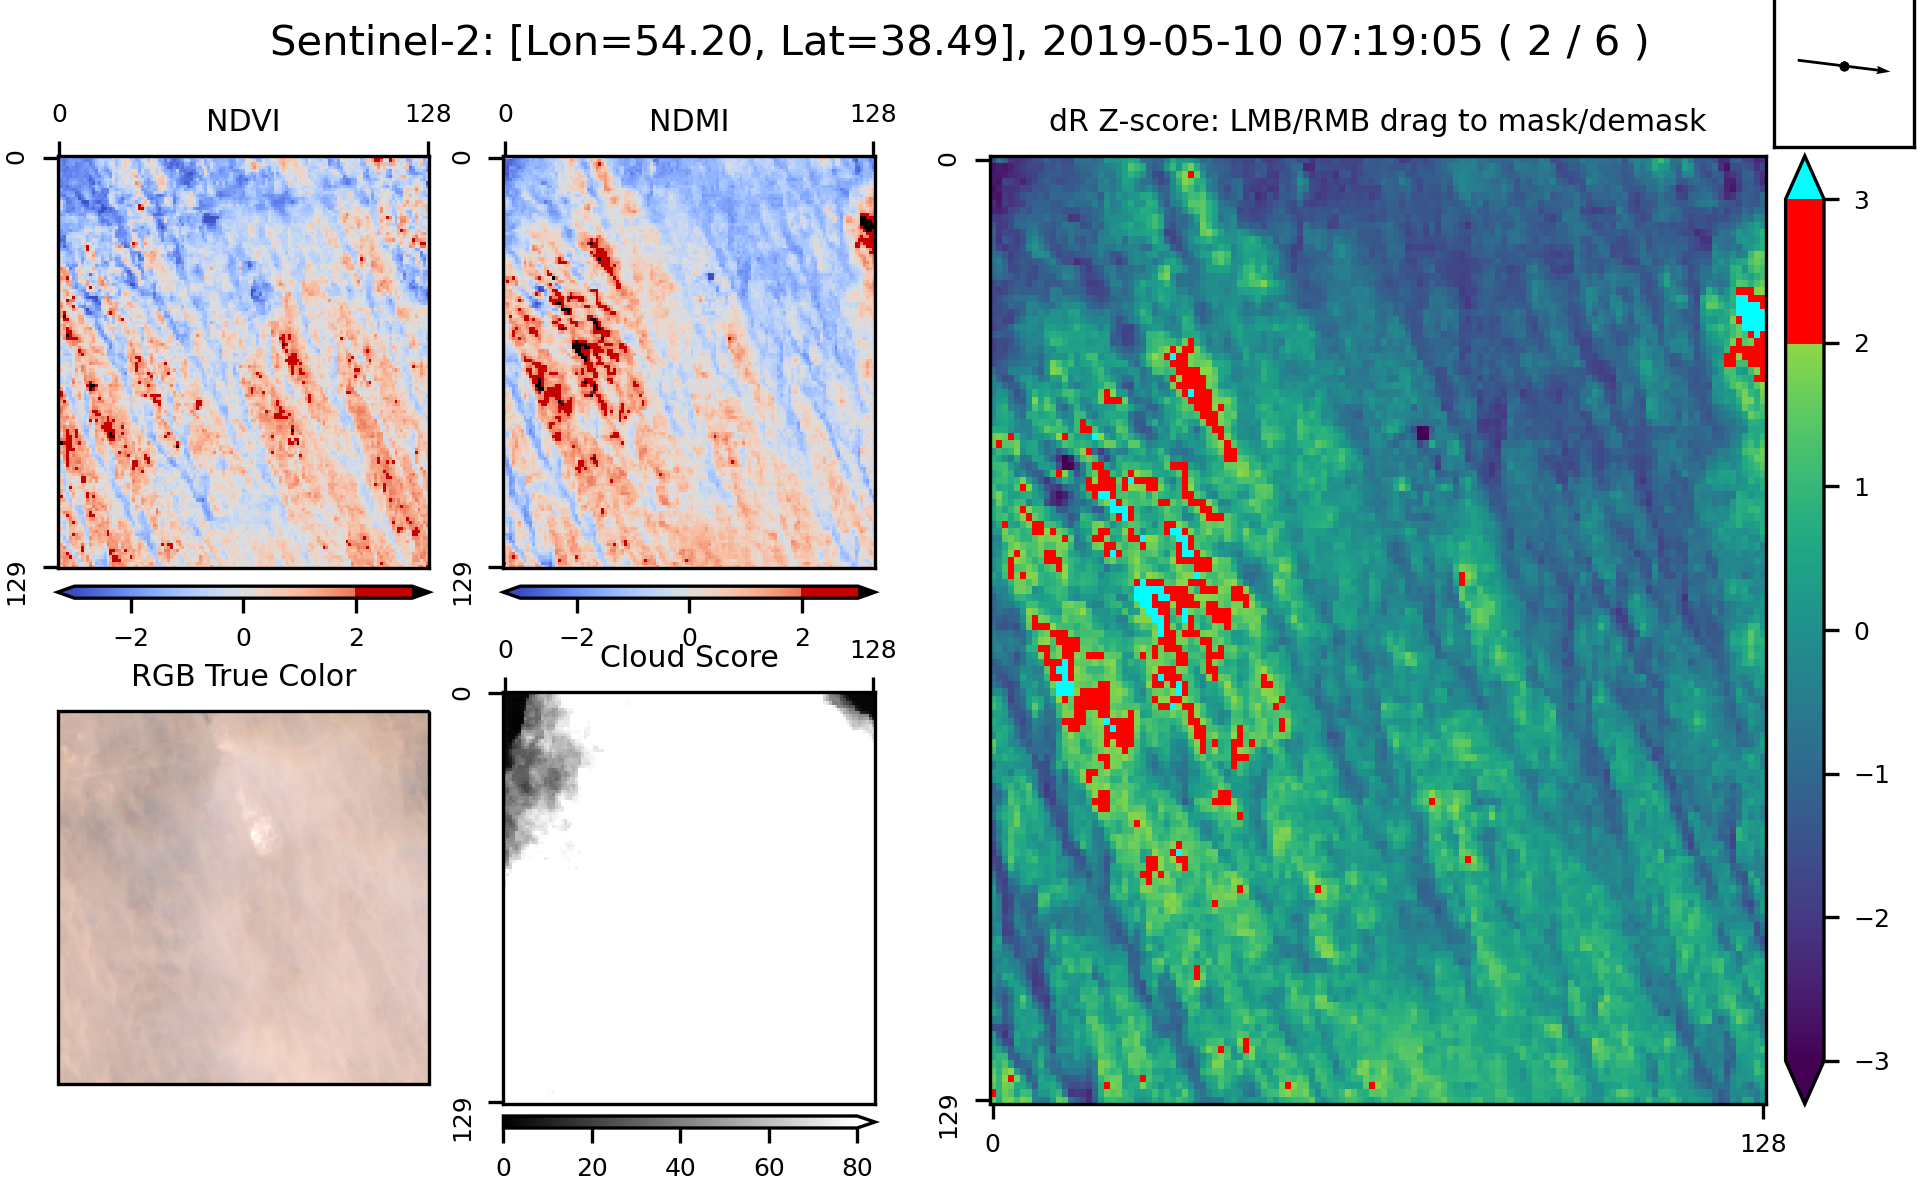 Sentinel-2: [Lon=54.20, Lat=38.49], 2019-05-10 07:19:05 ( 2 / 6 )
0 NDVI 128
0
129
−2 0 2
0 NDMI 128
0
129
−2 0 2
RGB True Color
0 Cloud Score 128
0
129
0 20 40 60 80
dR Z-score: LMB/RMB drag to mask/demask
0
129
0 128
3
2
1
0
−1
−2
−3